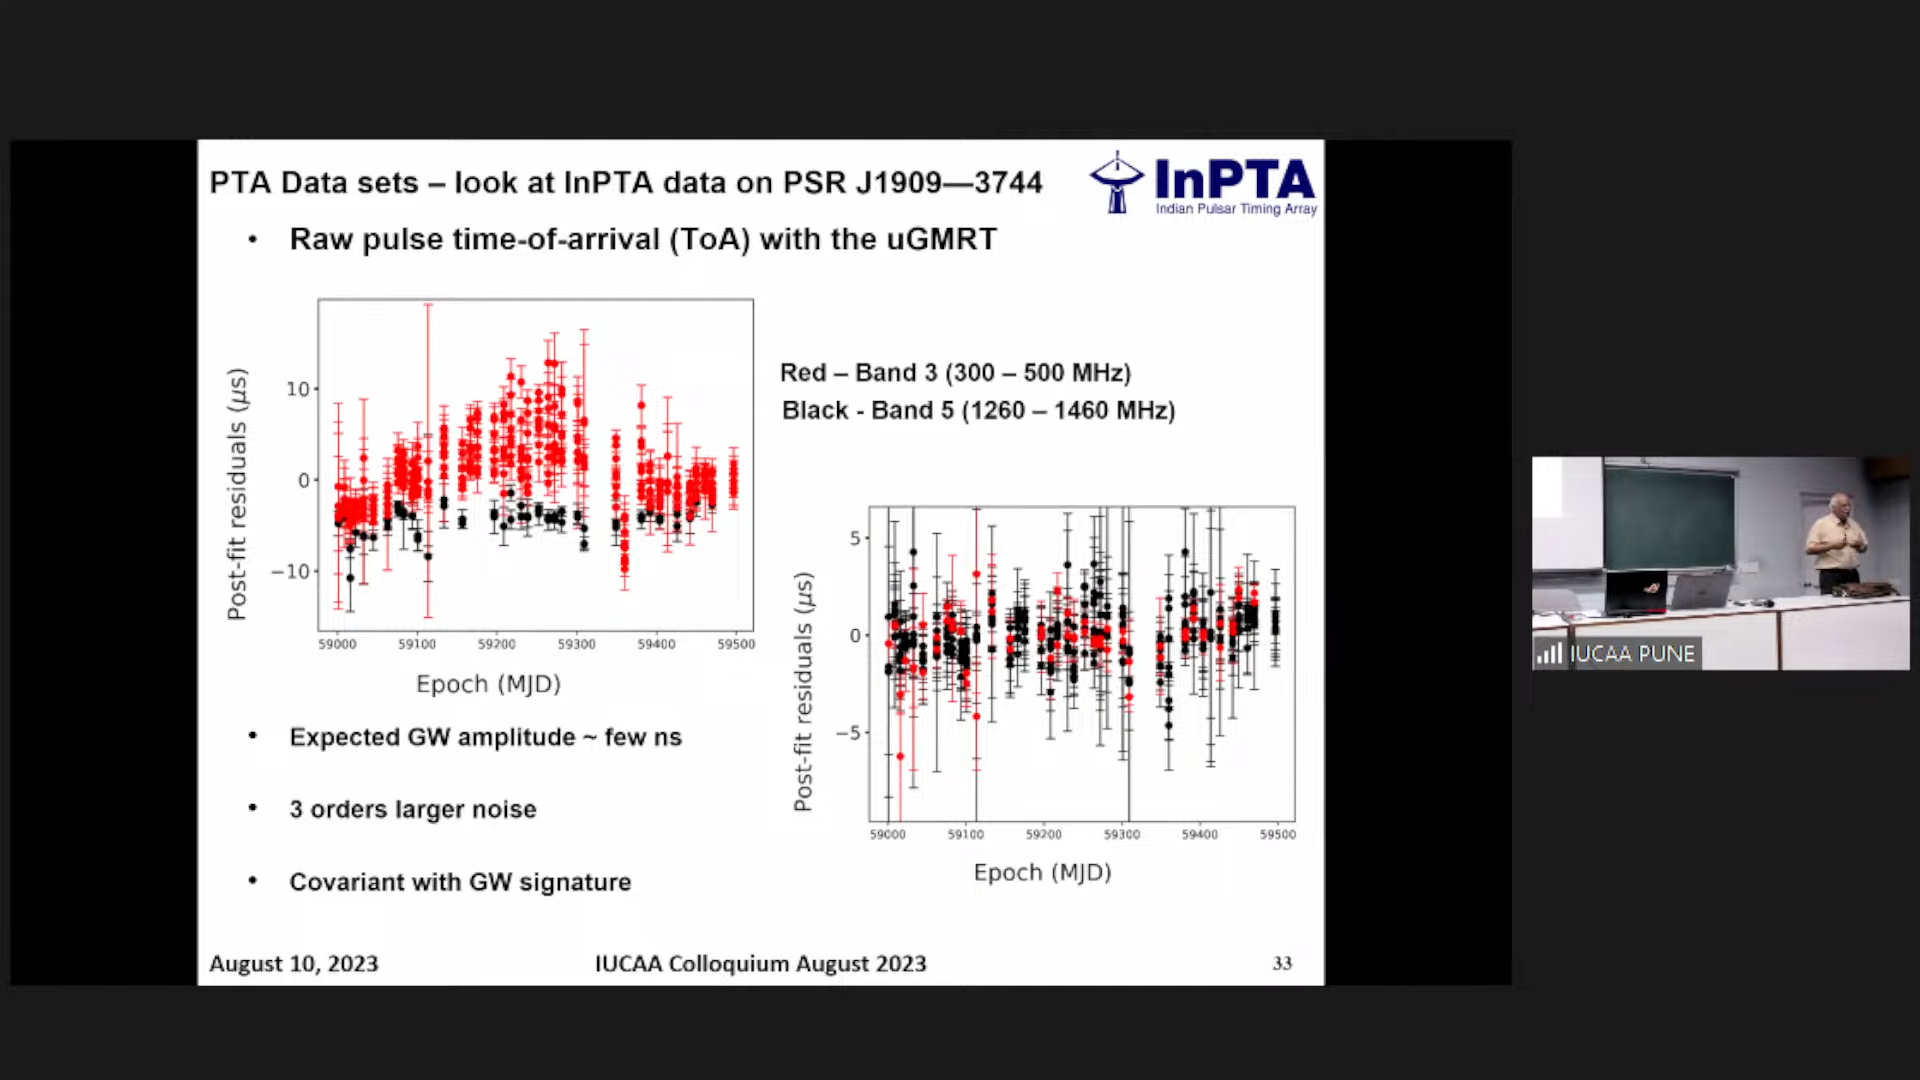 PTA Data sets – look at InPTA data on PSR J1909—3744
InPTA
Indian Pulsar Timing Array
• Raw pulse time-of-arrival (ToA) with the uGMRT
Post-fit residuals (μs)
10
0
−10
59000 59100 59200 59300 59400 59500
Epoch (MJD)
Red – Band 3 (300 – 500 MHz)
Black - Band 5 (1260 – 1460 MHz)
Post-fit residuals (μs)
5
0
−5
59000 59100 59200 59300 59400 59500
Epoch (MJD)
• Expected GW amplitude ~ few ns
• 3 orders larger noise
• Covariant with GW signature
August 10, 2023
IUCAA Colloquium August 2023
33
IUCAA PUNE